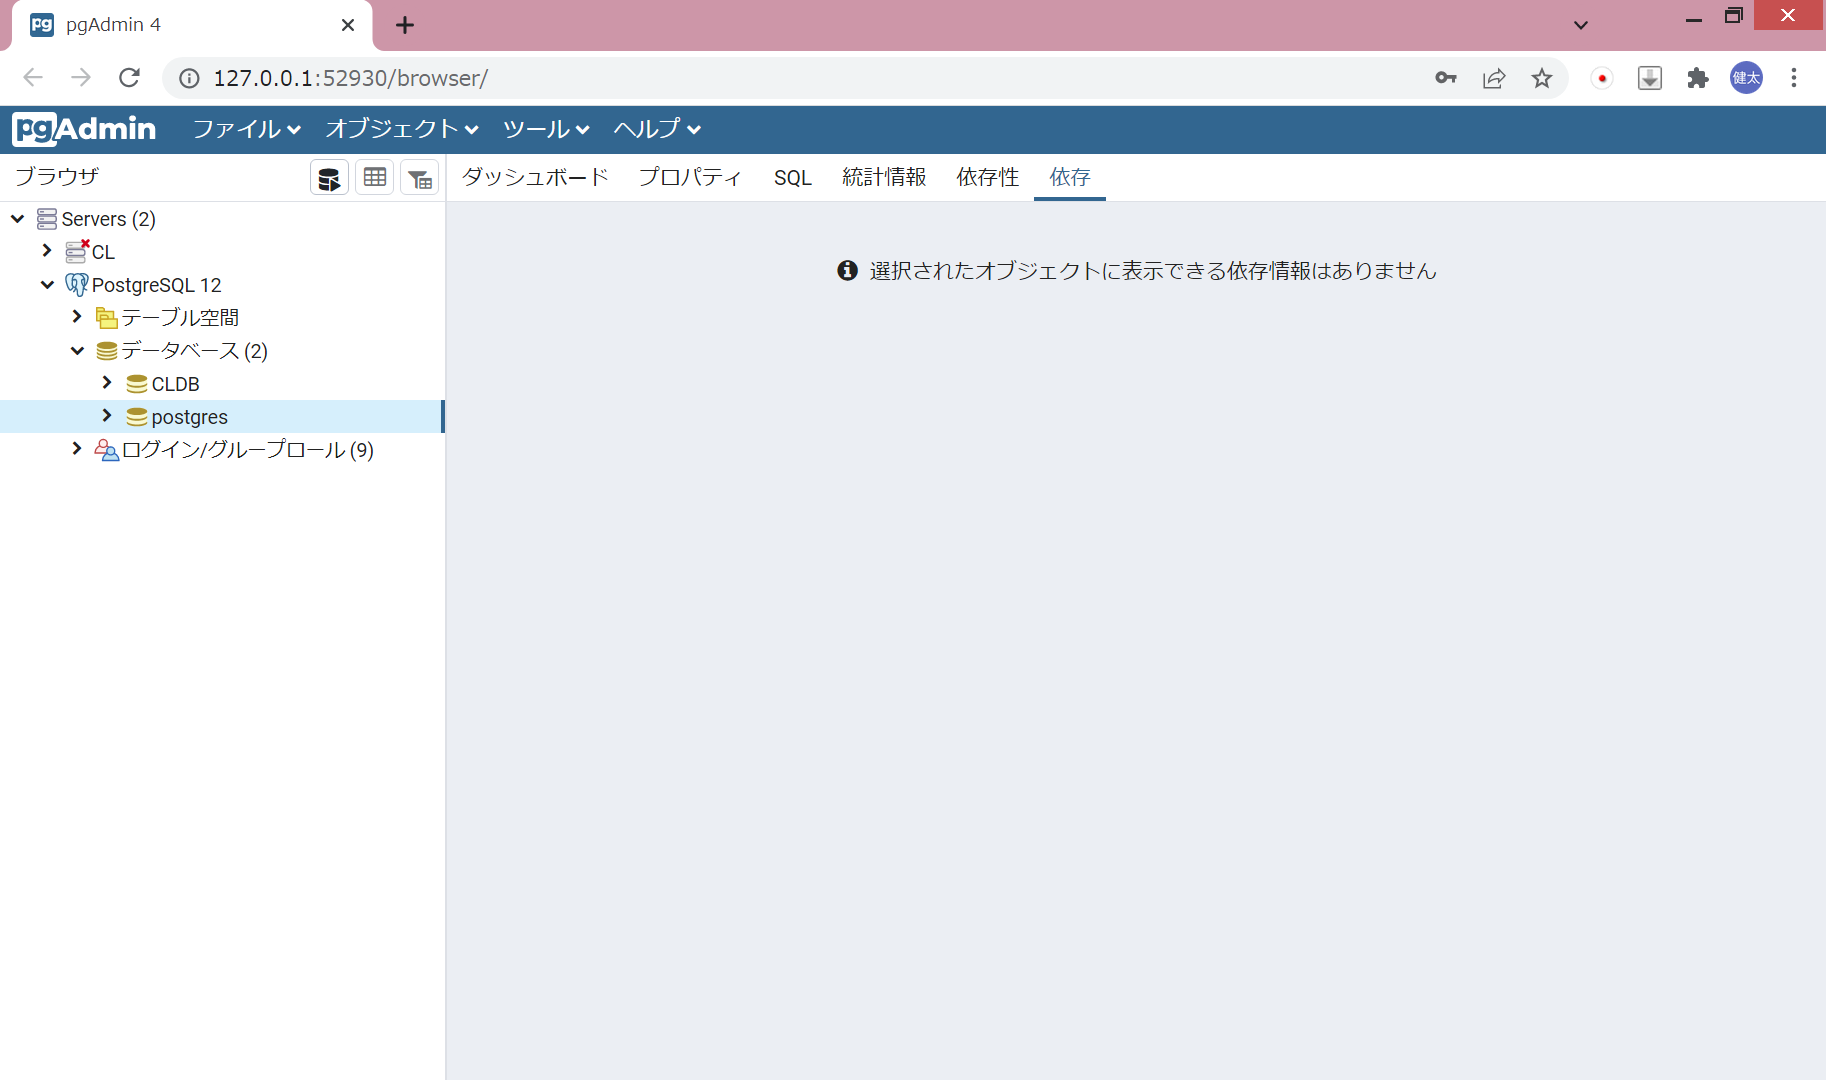 pg pgAdmin 4
127.0.0.1:52930/browser/
健太
pgAdmin ファイル オブジェクト ツール ヘルプ
ブラウザ
ダッシュボード プロパティ SQL 統計情報 依存性 依存
Servers (2)
CL
PostgreSQL 12
テーブル空間
データベース (2)
CLDB
postgres
ログイン/グループロール (9)
選択されたオブジェクトに表示できる依存情報はありません